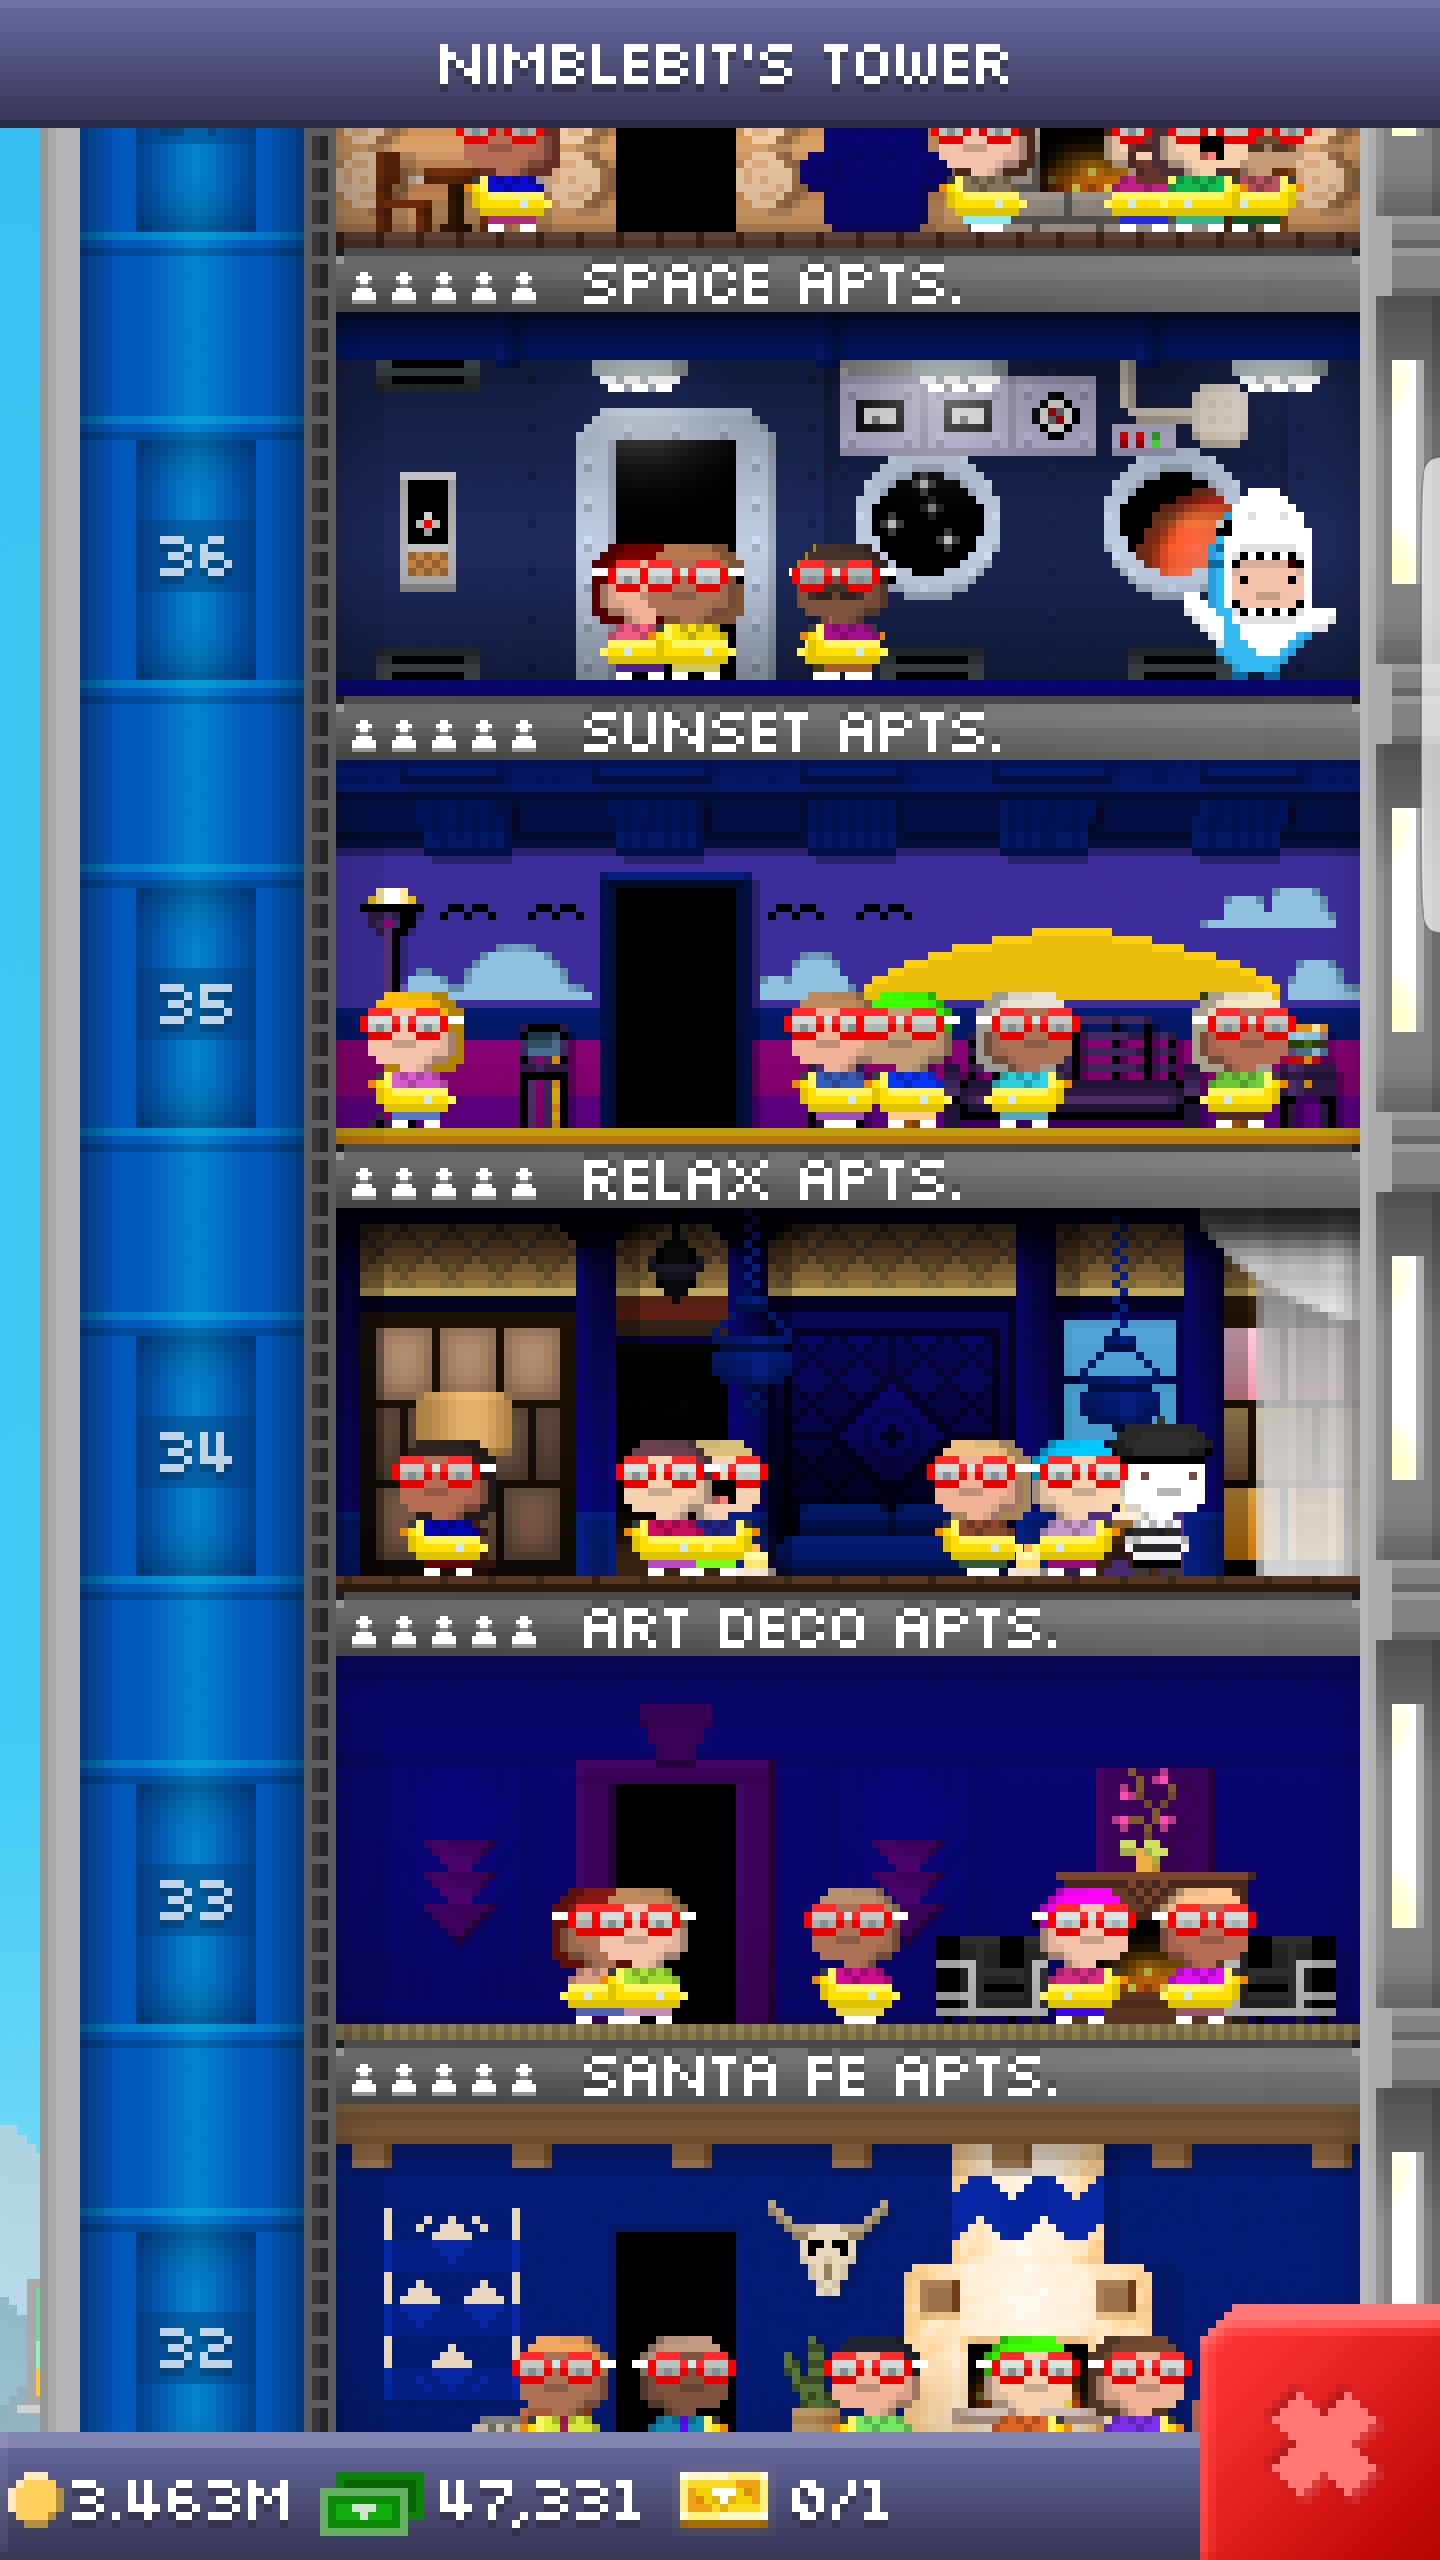 NIMBLEBIT'S TOWER
SPACE APTS.
36
SUNSET APTS.
35
RELAX APTS.
34
ART DECO APTS.
33
SANTA FE APTS.
32
3.463M 47,331 0/1